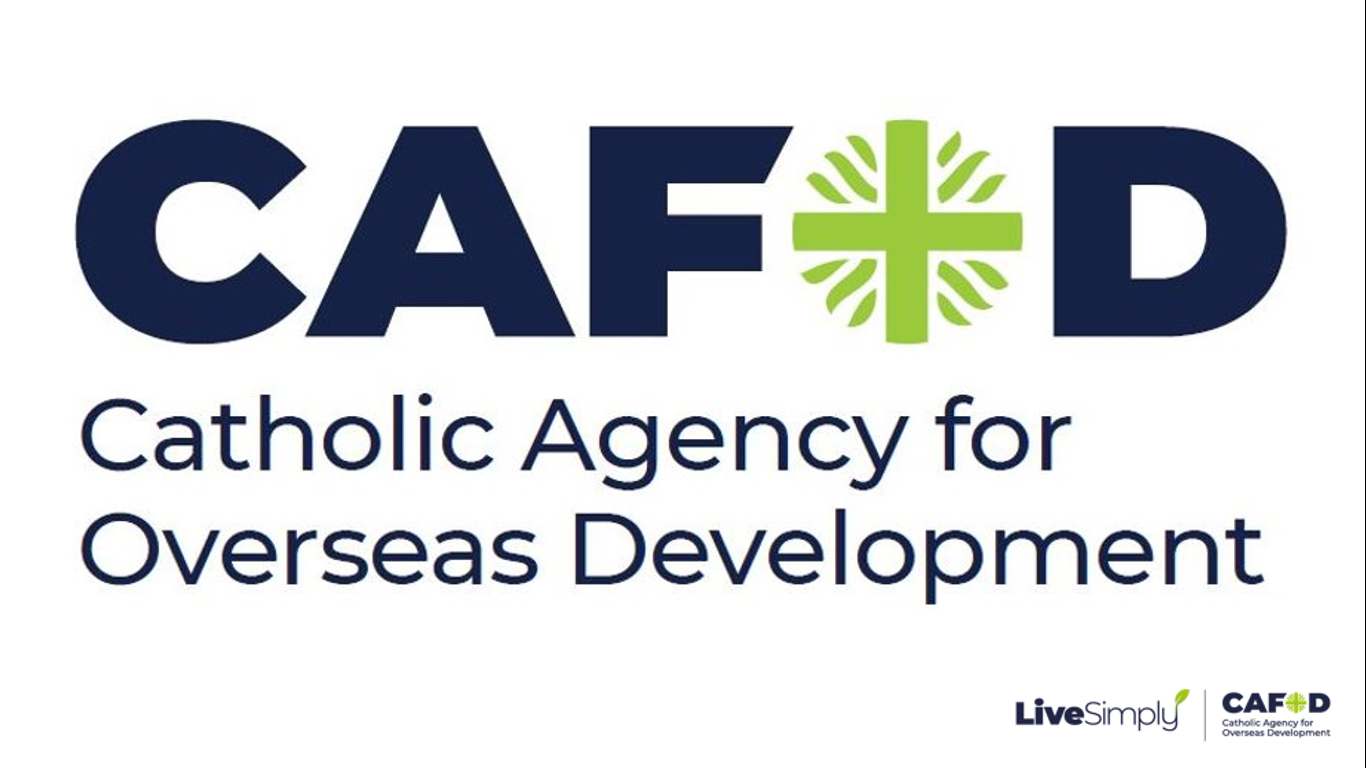 CAFOD
Catholic Agency for
Overseas Development
LiveSimply
CAFOD
Catholic Agency for
Overseas Development